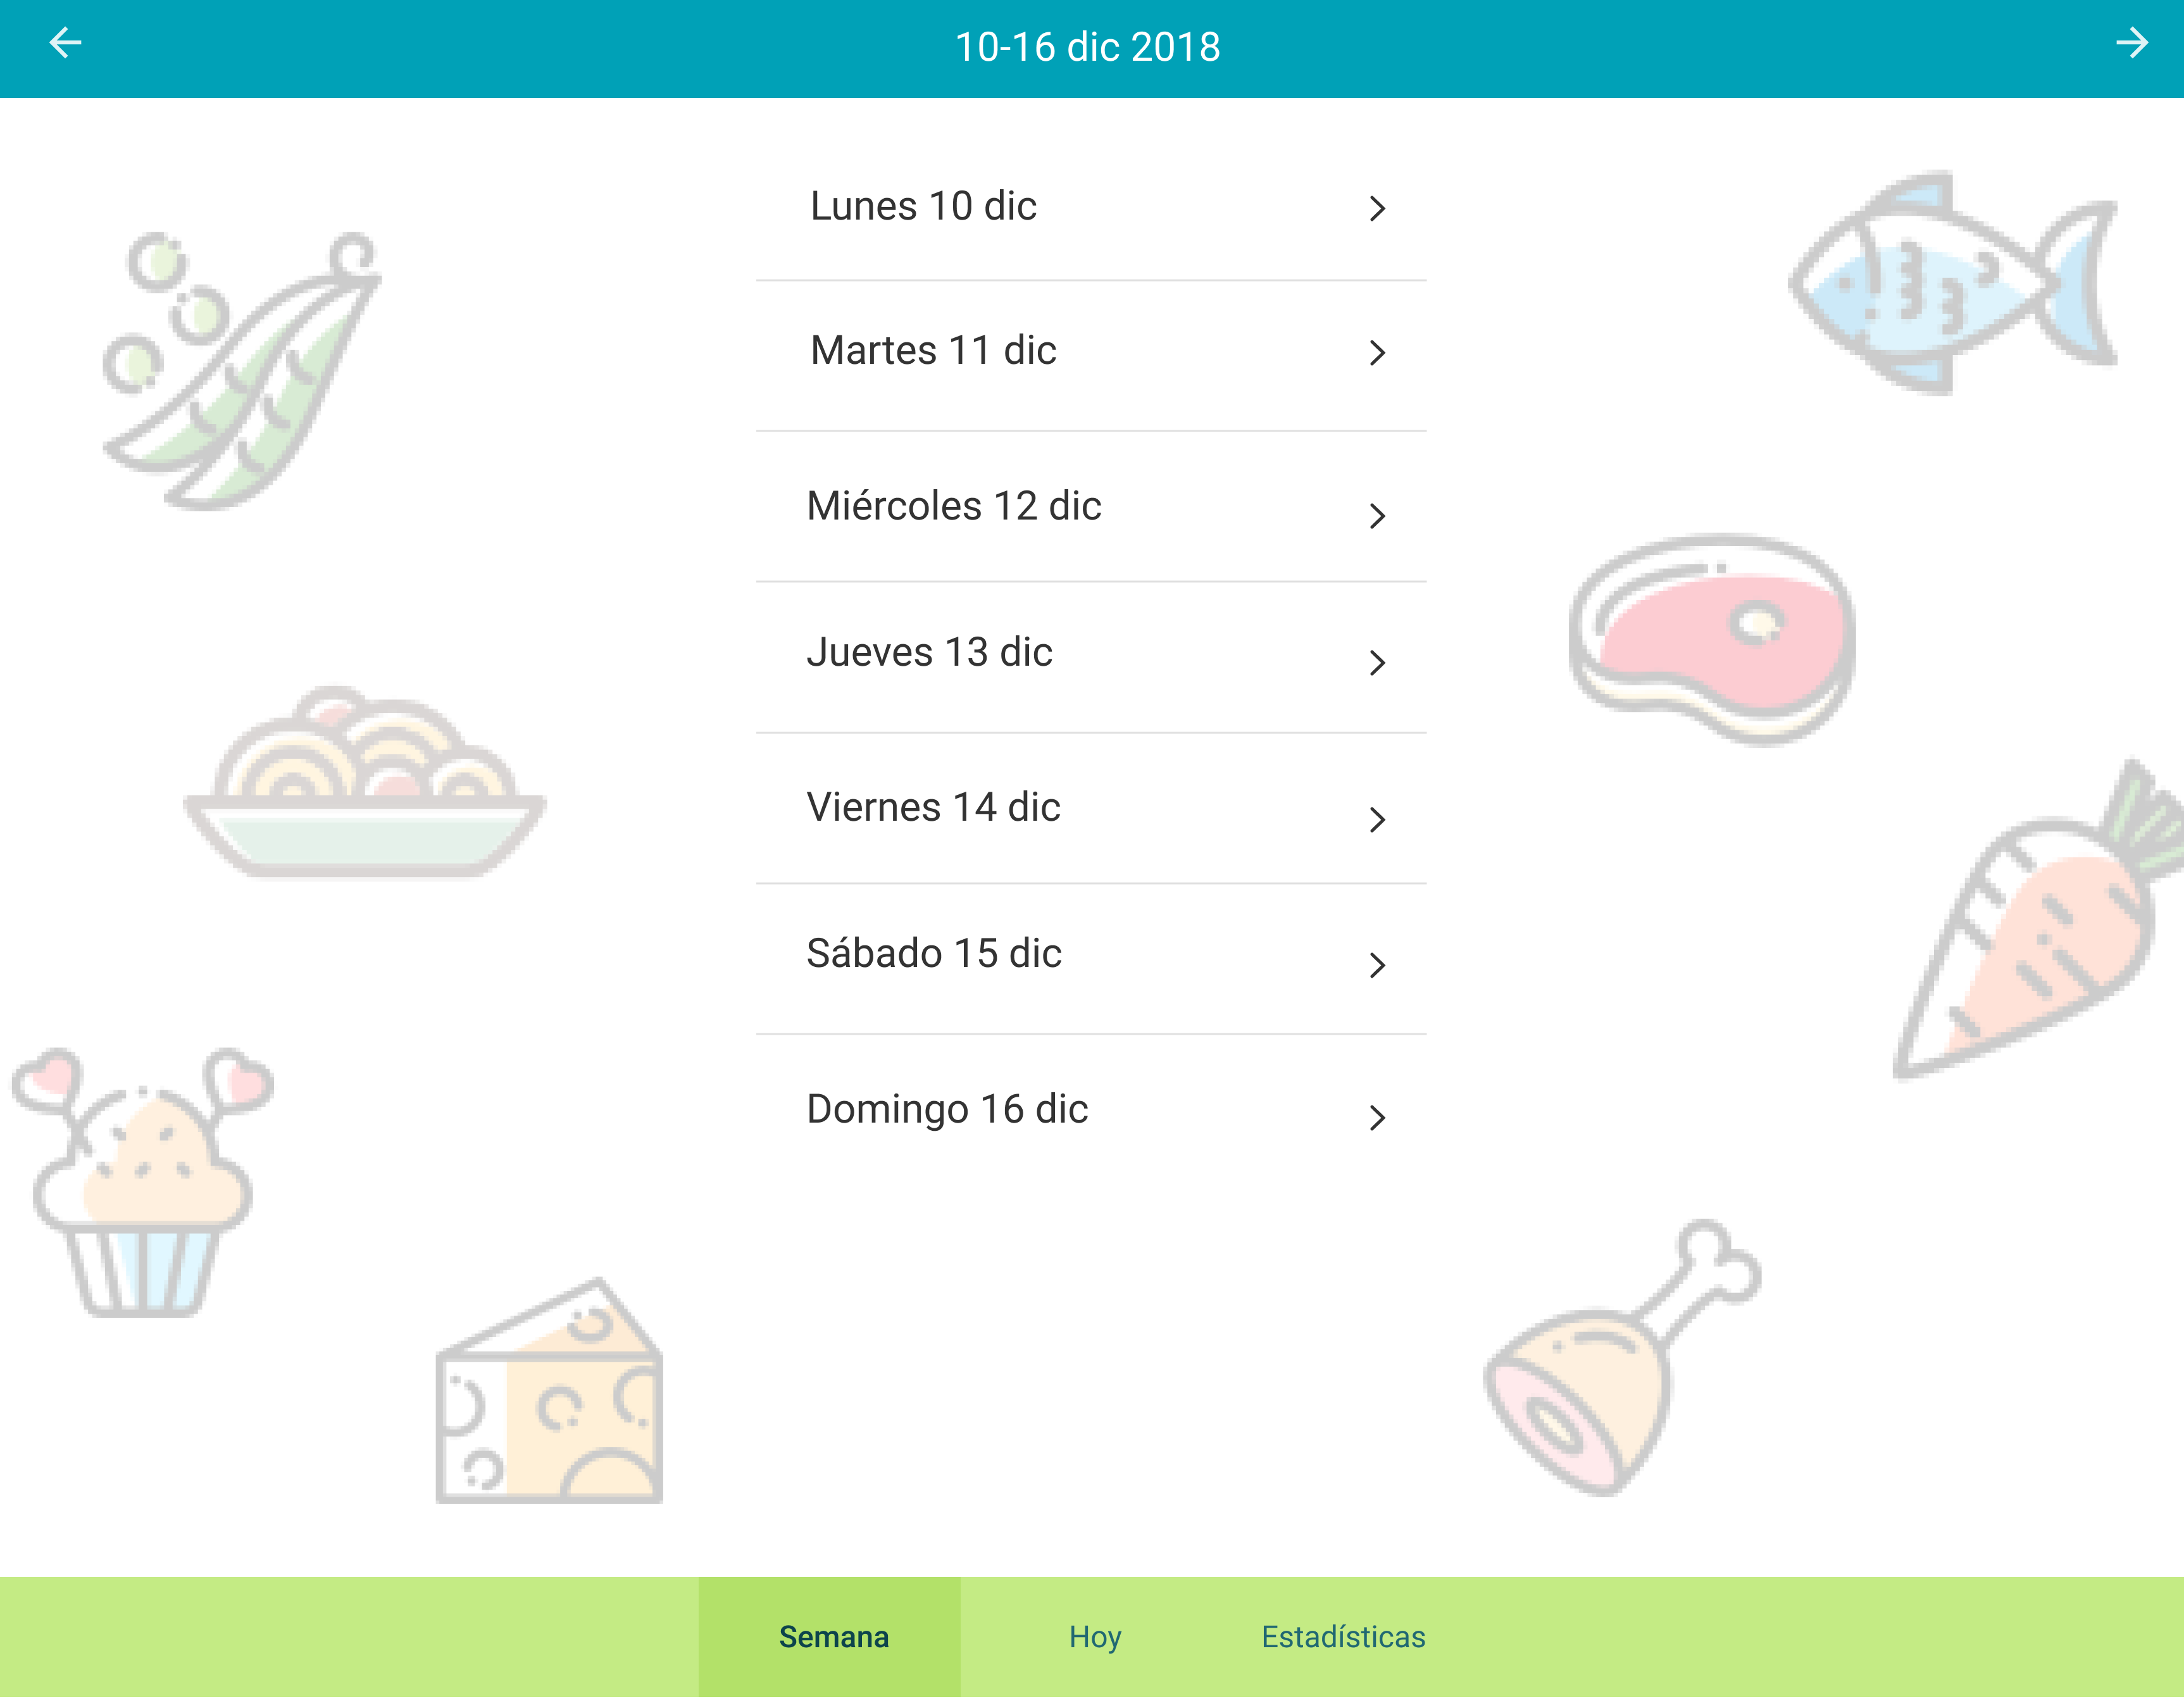 10-16 dic 2018
Lunes 10 dic
Martes 11 dic
Miércoles 12 dic
Jueves 13 dic
Viernes 14 dic
Sábado 15 dic
Domingo 16 dic
Semana Hoy Estadísticas